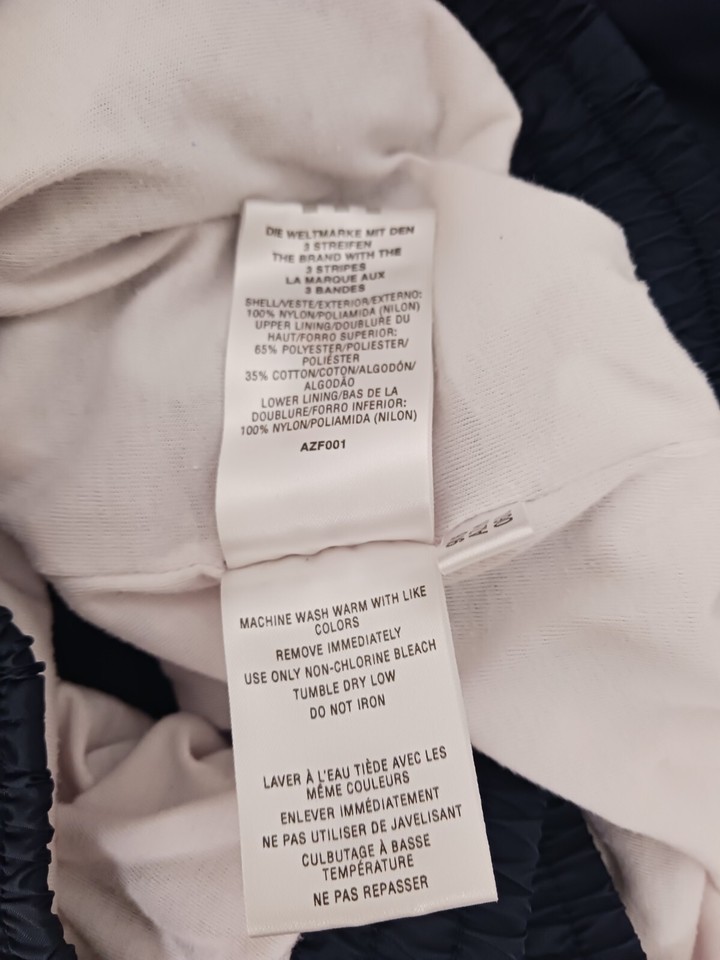 DIE WELTMARKE MIT DEN
3 STREIFEN
THE BRAND WITH THE
3 STRIPES
LA MARQUE AUX
3 BANDES
SHELL/VESTE/EXTERIOR/EXTERNO:
100% NYLON/POLIAMIDA (NILON)
UPPER LINING/DOUBLURE DU
HAUT/FORRO SUPERIOR:
65% POLYESTER/POLIESTER/
POLIÉSTER
35% COTTON/COTON/ALGODÓN/
ALGODÃO
LOWER LINING/BAS DE LA
DOUBLURE/FORRO INFERIOR:
100% NYLON/POLIAMIDA (NILON)
AZF001
MACHINE WASH WARM WITH LIKE
COLORS
REMOVE IMMEDIATELY
USE ONLY NON-CHLORINE BLEACH
TUMBLE DRY LOW
DO NOT IRON
LAVER À L'EAU TIÈDE AVEC LES
MÊME COULEURS
ENLEVER IMMÉDIATEMENT
NE PAS UTILISER DE JAVELISANT
CULBUTAGE À BASSE
TEMPÉRATURE
NE PAS REPASSER